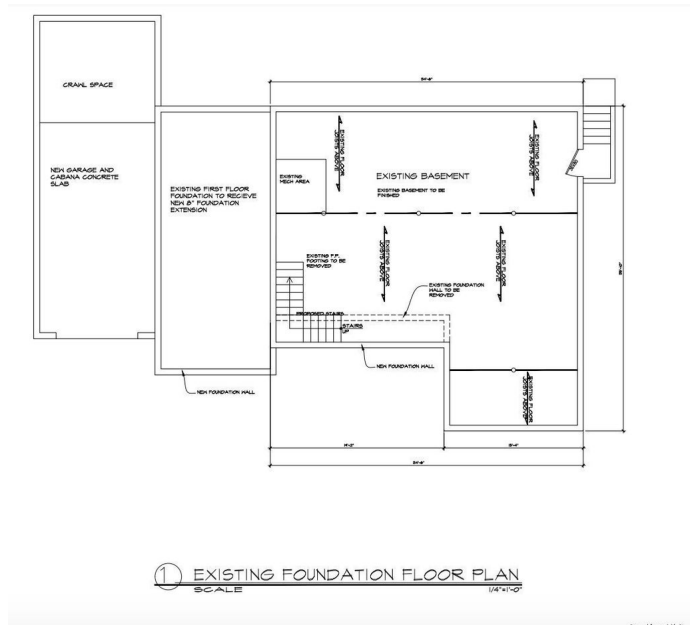 CRAWL SPACE
NEW GARAGE AND
CABANA CONCRETE
SLAB
EXISTING FIRST FLOOR
FOUNDATION TO RECIEVE
NEW 8" FOUNDATION
EXTENSION
EXISTING
MECH AREA
EXISTING FLOOR
JOISTS ABOVE
EXISTING BASEMENT
EXISTING BASEMENT TO BE
FINISHED
EXISTING FLOOR
JOISTS ABOVE
EXISTING F.P.
FOOTING TO BE
REMOVED
EXISTING FLOOR
JOISTS ABOVE
EXISTING FLOOR
JOISTS ABOVE
EXISTING FOUNDATION
WALL TO BE
REMOVED
PROPOSED STAIRS
STAIRS
UP
NEW FOUNDATION WALL
NEW FOUNDATION WALL
EXISTING FLOOR
JOISTS ABOVE
1 EXISTING FOUNDATION FLOOR PLAN
SCALE 1/4"=1'-0"